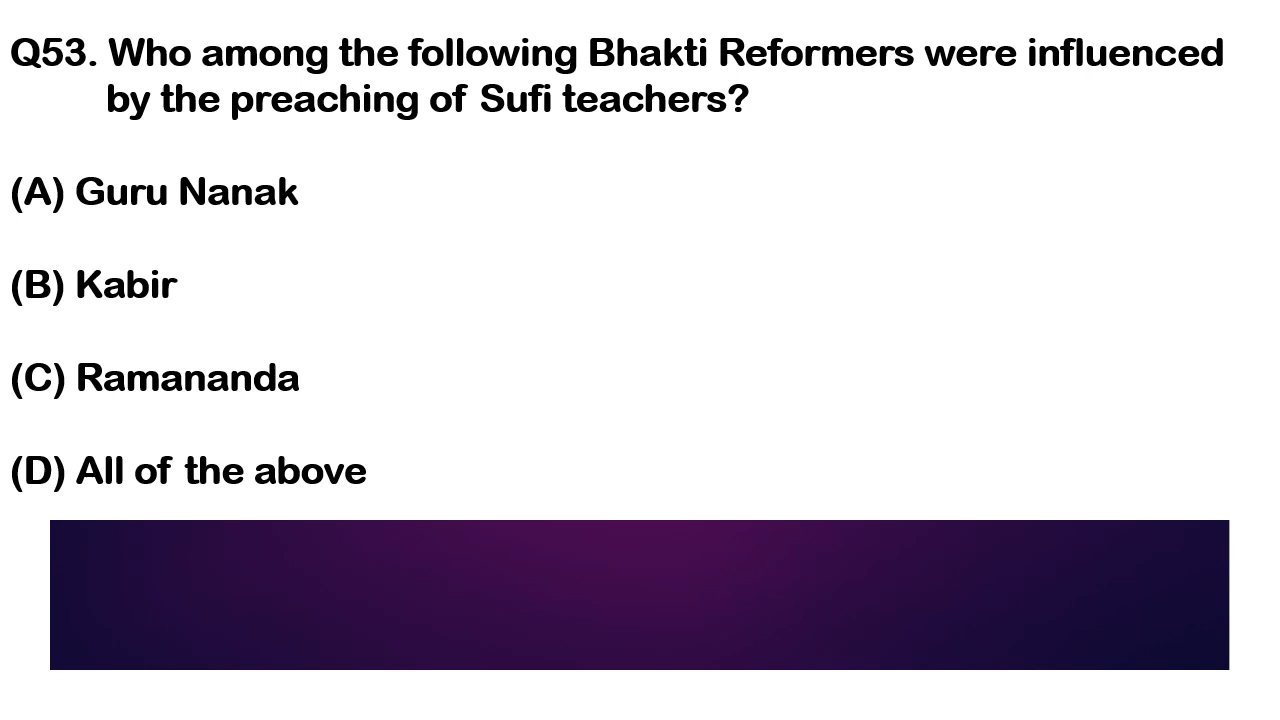 Q53. Who among the following Bhakti Reformers were influenced
by the preaching of Sufi teachers?
(A) Guru Nanak
(B) Kabir
(C) Ramananda
(D) All of the above